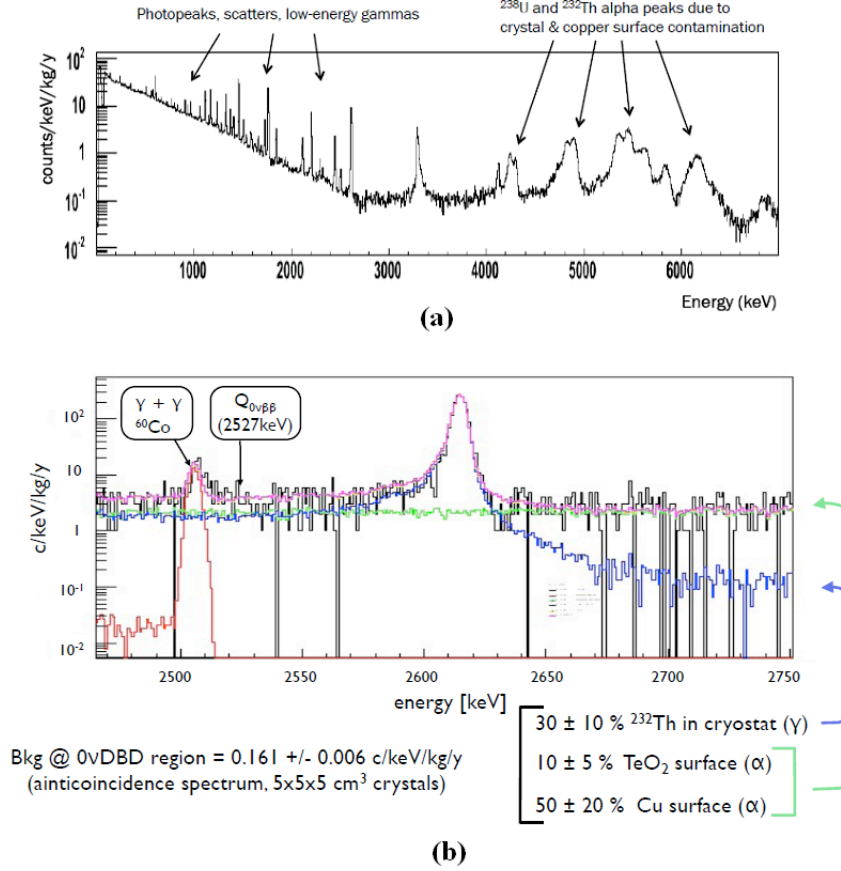 Photopeaks, scatters, low-energy gammas
²³⁸U and ²³²Th alpha peaks due to
crystal & copper surface contamination
counts/keV/kg/y
10²
10
1
10⁻¹
10⁻²
1000 2000 3000 4000 5000 6000
Energy (keV)
(a)
γ + γ
⁶⁰Co
Q₀νββ
(2527keV)
c/keV/kg/y
10²
10
1
10⁻¹
10⁻²
2500 2550 2600 2650 2700 2750
energy [keV]
30 ± 10 % ²³²Th in cryostat (γ)
Bkg @ 0νDBD region = 0.161 +/- 0.006 c/keV/kg/y
(ainticoincidence spectrum, 5x5x5 cm³ crystals)
10 ± 5 % TeO₂ surface (α)
50 ± 20 % Cu surface (α)
(b)